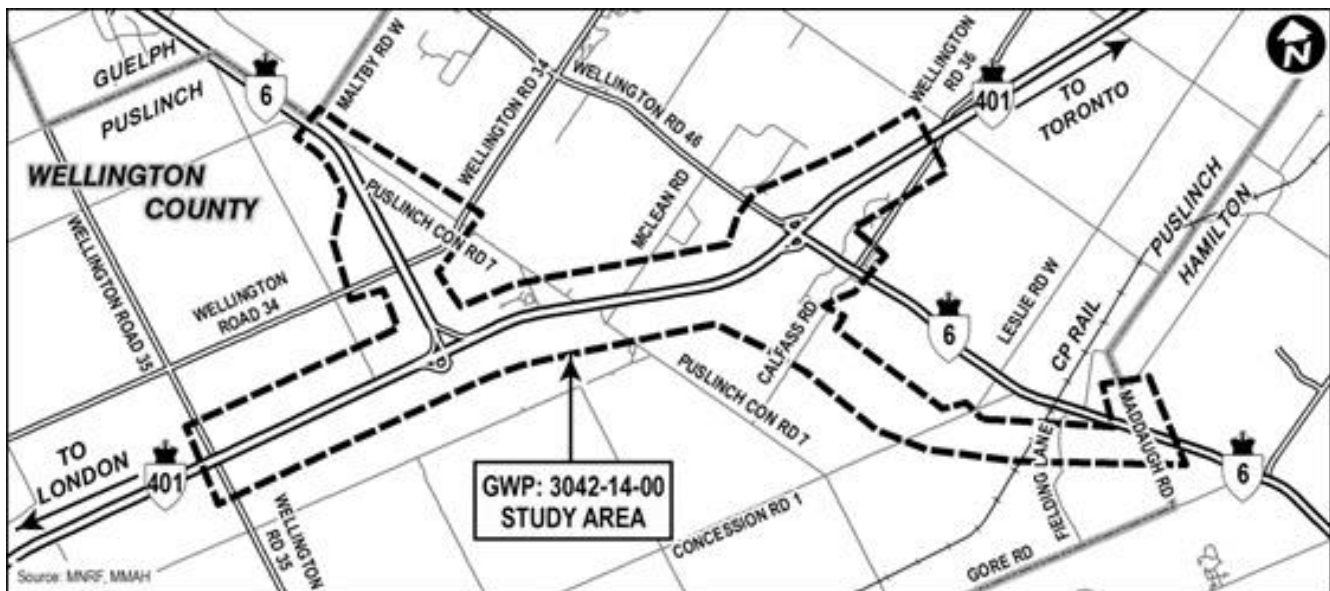 GUELPH
PUSLINCH
6
MALTBY RD W
WELLINGTON RD 34
WELLINGTON RD 46
WELLINGTON
RD 36
401
TO
TORONTO
N
WELLINGTON
COUNTY
PUSLINCH CON RD 7
MCLEAN RD
PUSLINCH
HAMILTON
WELLINGTON ROAD 35
WELLINGTON
ROAD 34
CALFASS RD
6
LESLIE RD W
CP RAIL
PUSLINCH CON RD 7
MADDAUGH RD
FIELDING LANE
6
TO
LONDON
401
GWP: 3042-14-00
STUDY AREA
WELLINGTON
RD 35
CONCESSION RD 1
GORE RD
Source: MNRF, MMAH